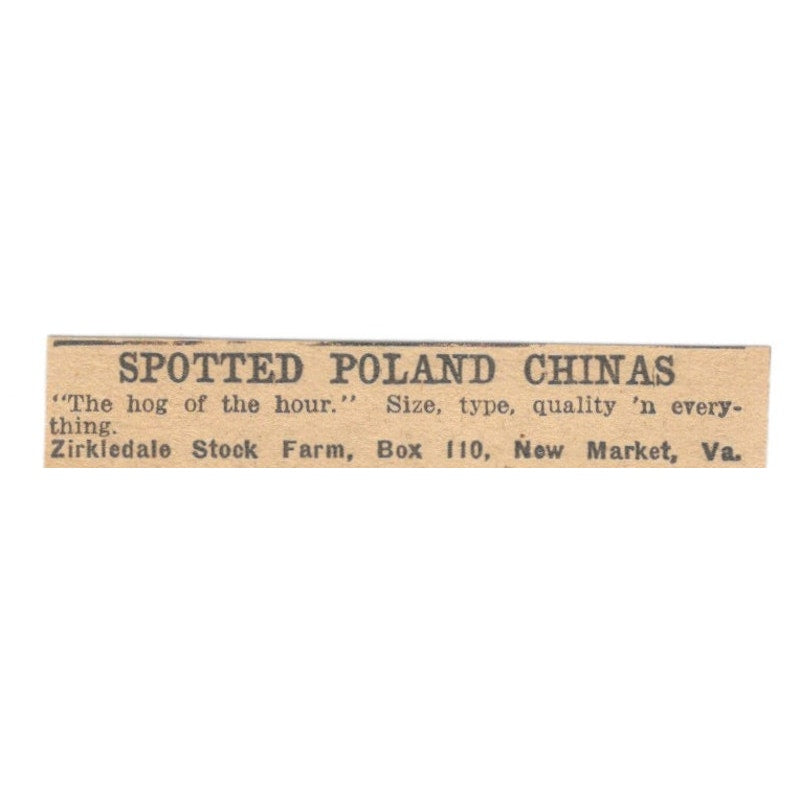 SPOTTED POLAND CHINAS
"The hog of the hour." Size, type, quality 'n every-
thing.
Zirkledale Stock Farm, Box 110, New Market, Va.